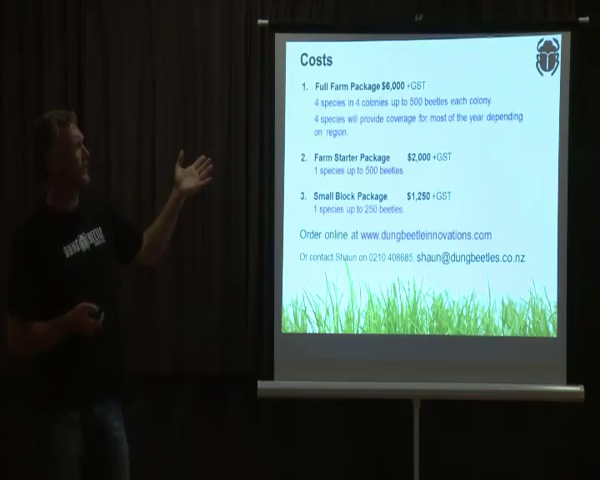 Costs
1. Full Farm Package $6,000 +GST
4 species in 4 colonies up to 500 beetles each colony.
4 species will provide coverage for most of the year depending
on region.
2. Farm Starter Package $2,000 +GST
1 species up to 500 beetles.
3. Small Block Package $1,250 +GST
1 species up to 250 beetles.
Order online at www.dungbeetleinnovations.com
Or contact Shaun on 0210 408685, shaun@dungbeetles.co.nz
DUNG BEETLE